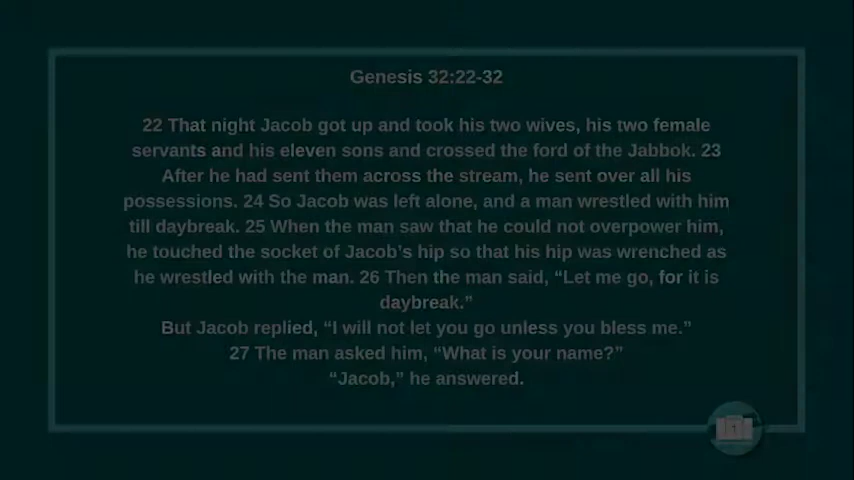 Genesis 32:22-32
22 That night Jacob got up and took his two wives, his two female
servants and his eleven sons and crossed the ford of the Jabbok. 23
After he had sent them across the stream, he sent over all his
possessions. 24 So Jacob was left alone, and a man wrestled with him
till daybreak. 25 When the man saw that he could not overpower him,
he touched the socket of Jacob’s hip so that his hip was wrenched as
he wrestled with the man. 26 Then the man said, “Let me go, for it is
daybreak.”
But Jacob replied, “I will not let you go unless you bless me.”
27 The man asked him, “What is your name?”
“Jacob,” he answered.